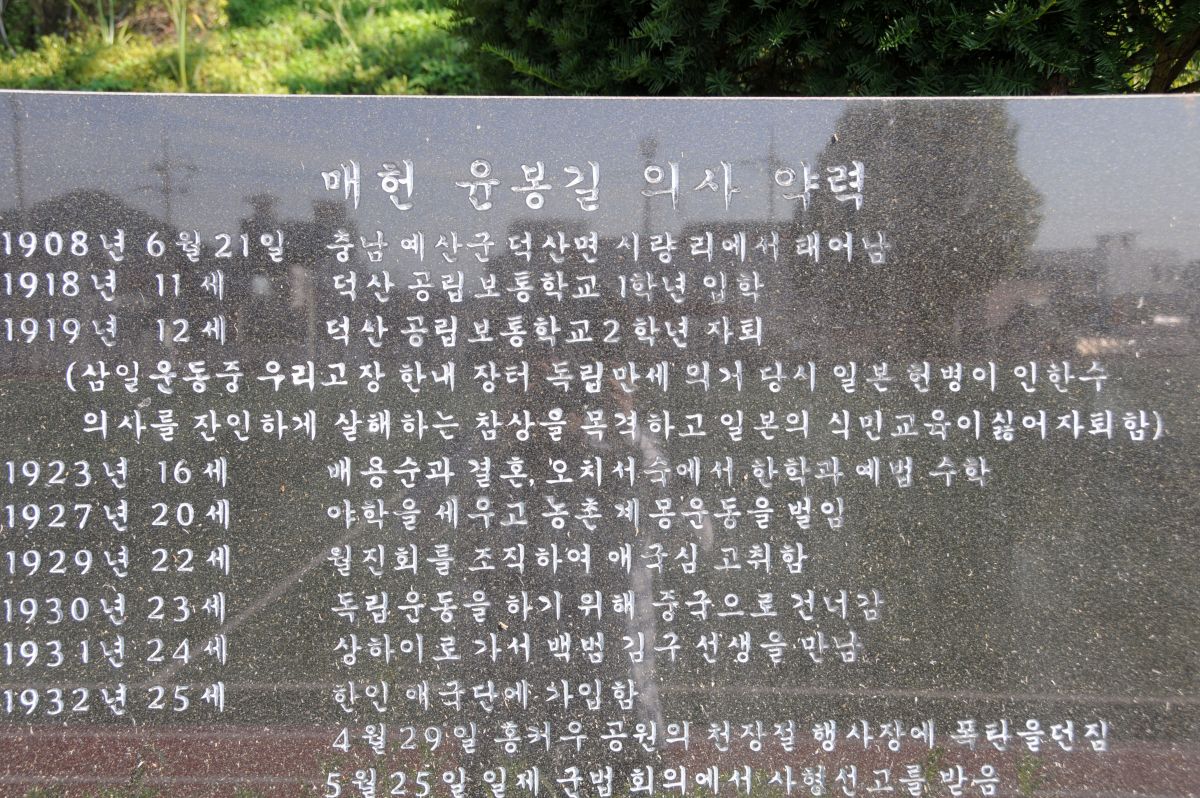 매헌 윤봉길 의사 약력
1908년 6월21일 충남 예산군 덕산면 시량리에서 태어남
1918년 11세 덕산 공립보통학교 1학년 입학
1919년 12세 덕산 공립보통학교2학년 자퇴
(삼일운동중 우리고장 한내 장터 독립만세 의거 당시 일본 헌병이 인한수
의사를 잔인하게 살해하는 참상을 목격하고 일본의 식민교육이싫어자퇴함)
1923년 16세 배용순과 결혼, 오치서숙에서 한학과 예법 수학
1927년 20세 야학을 세우고 농촌계몽운동을 벌임
1929년 22세 월진회를 조직하여 애국심 고취함
1930년 23세 독립운동을 하기 위해 중국으로 건너감
1931년 24세 상하이로 가서 백범 김구 선생을 만남
1932년 25세 한인 애국단에 가입함
4월 29일 홍커우 공원의 천장절 행사장에 폭탄을던짐
5월 25일 일제 군법 회의에서 사형선고를 받음